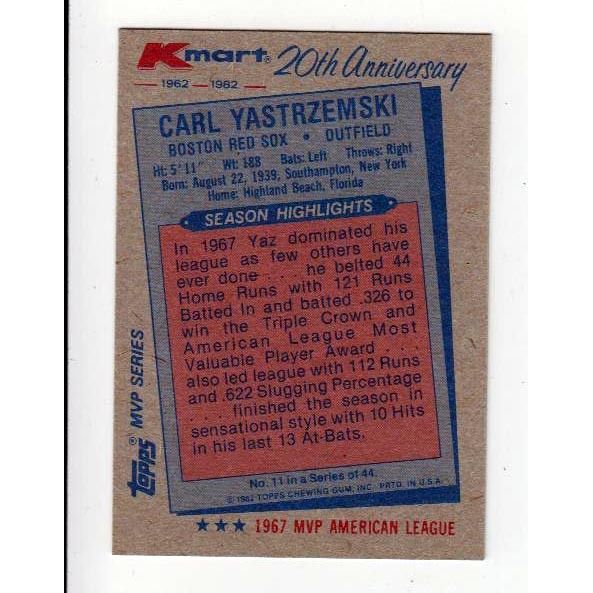 Kmart® 20th Anniversary
1962 — 1982
CARL YASTRZEMSKI
BOSTON RED SOX • OUTFIELD
Ht: 5'11" Wt: 188 Bats: Left Throws: Right
Born: August 22, 1939, Southampton, New York
Home: Highland Beach, Florida
SEASON HIGHLIGHTS
In 1967 Yaz dominated his
league as few others have
ever done . . . he belted 44
Home Runs with 121 Runs
Batted In and batted .326 to
win the Triple Crown and
American League Most
Valuable Player Award . . .
also led league with 112 Runs
and .622 Slugging Percentage
. . . finished the season in
sensational style with 10 Hits
in his last 13 At-Bats.
No. 11 in a Series of 44
© 1982 TOPPS CHEWING GUM, INC. PRTD. IN U.S.A.
topps® MVP SERIES
★★★ 1967 MVP AMERICAN LEAGUE